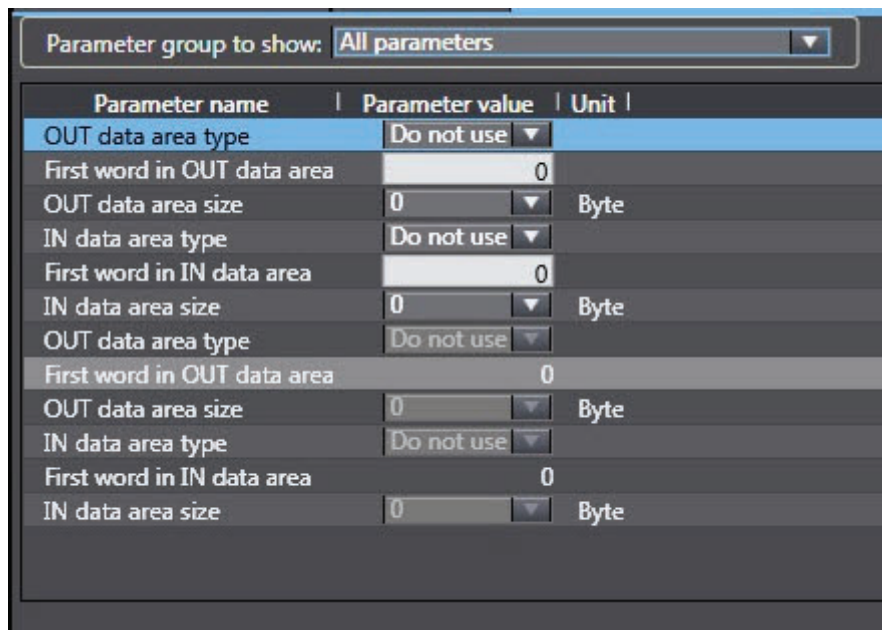 Parameter group to show: All parameters
Parameter name | Parameter value | Unit |
OUT data area type Do not use
First word in OUT data area 0
OUT data area size 0 Byte
IN data area type Do not use
First word in IN data area 0
IN data area size 0 Byte
OUT data area type Do not use
First word in OUT data area 0
OUT data area size 0 Byte
IN data area type Do not use
First word in IN data area 0
IN data area size 0 Byte